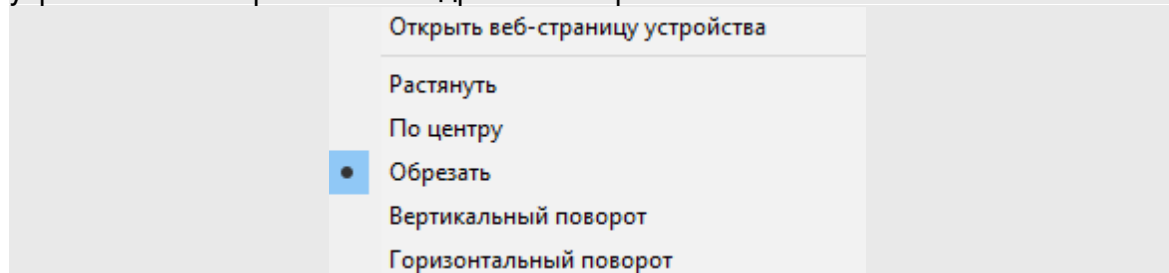 Открыть веб-страницу устройства
Растянуть
По центру
Обрезать
Вертикальный поворот
Горизонтальный поворот